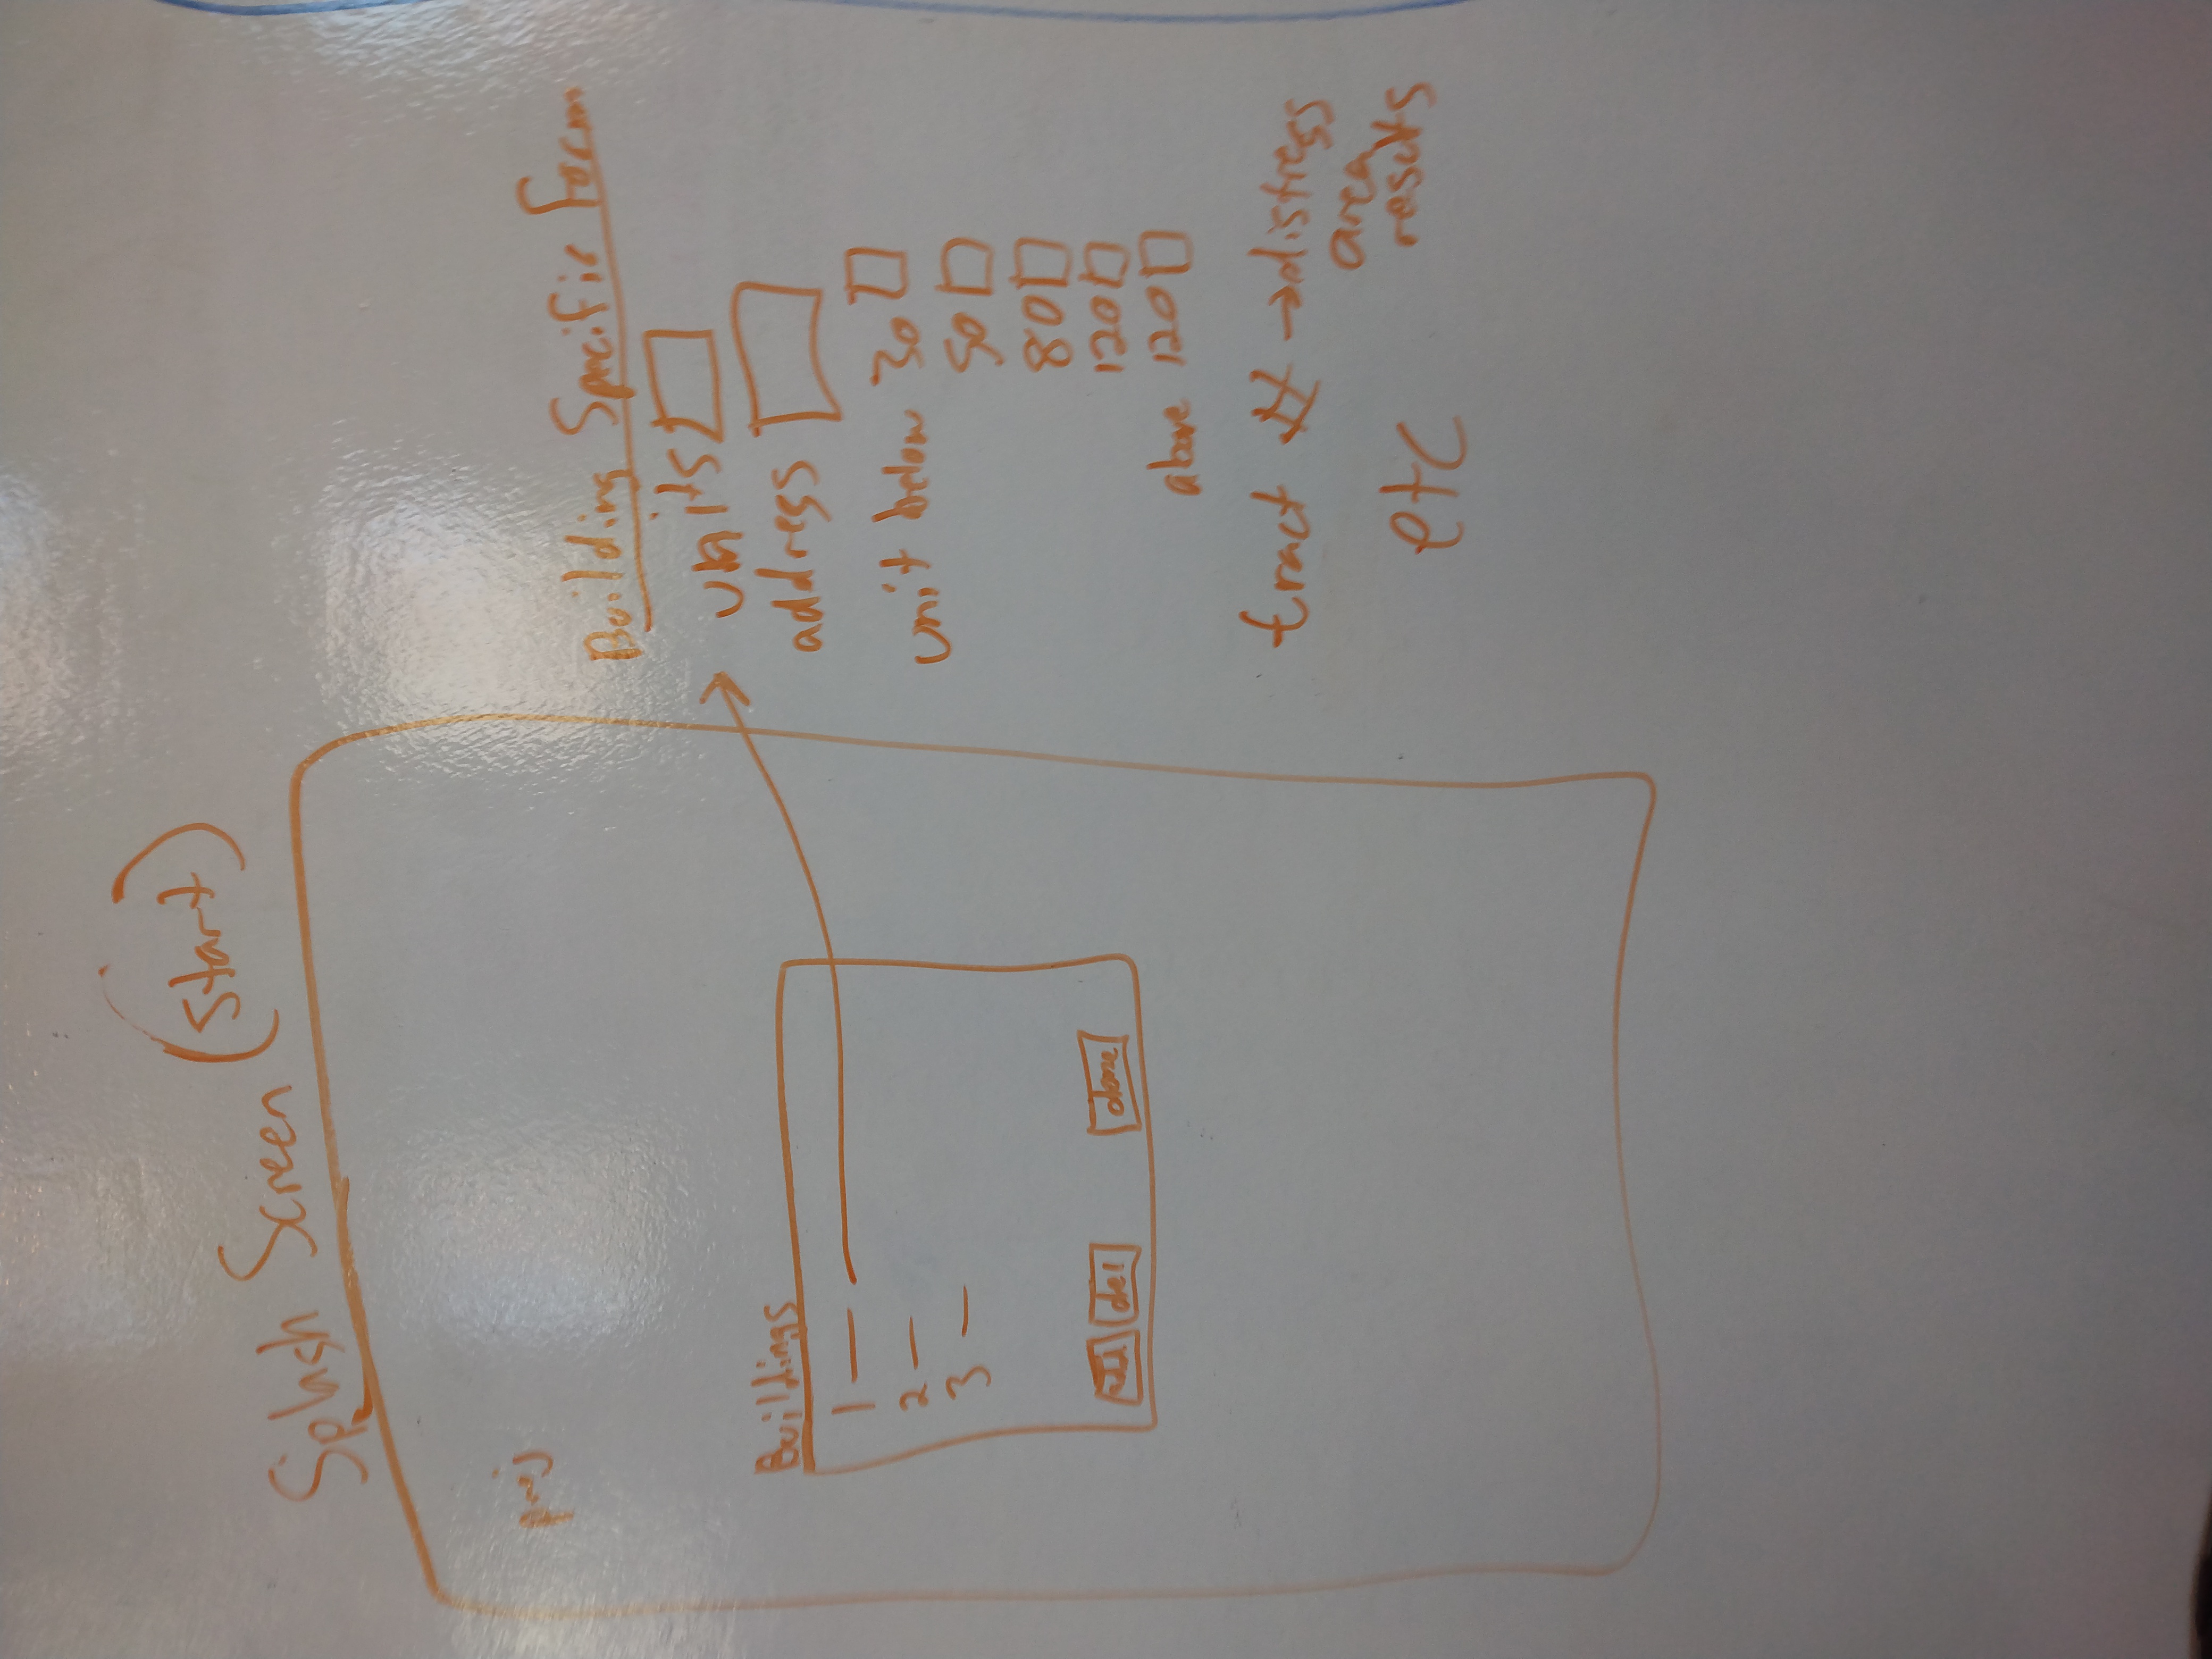 Splash Screen (start)
proj
Buildings
1
2
3
add del done
Building Specific Form
units
address
unit below 30
50
80
120
above 120
tract # → distress
area
results
etc